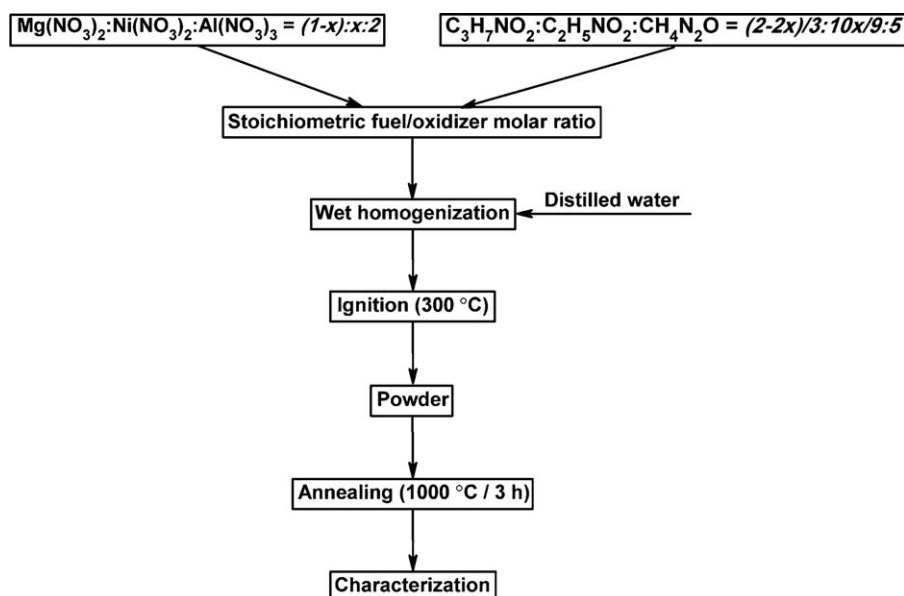 Mg(NO₃)₂:Ni(NO₃)₂:Al(NO₃)₃ = (1-x):x:2
C₃H₇NO₂:C₂H₅NO₂:CH₄N₂O = (2-2x)/3:10x/9:5
Stoichiometric fuel/oxidizer molar ratio
Wet homogenization
Distilled water
Ignition (300 °C)
Powder
Annealing (1000 °C / 3 h)
Characterization